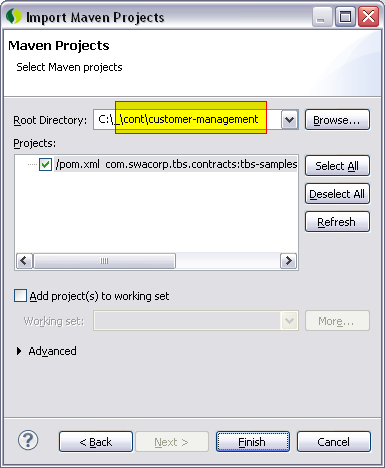 Import Maven Projects
Maven Projects
Select Maven projects
Root Directory: C:\_\cont\customer-management Browse...
Projects:
/pom.xml com.swacorp.tbs.contracts:tbs-samples
Select All
Deselect All
Refresh
Add project(s) to working set
Working set: More...
Advanced
? < Back Next > Finish Cancel